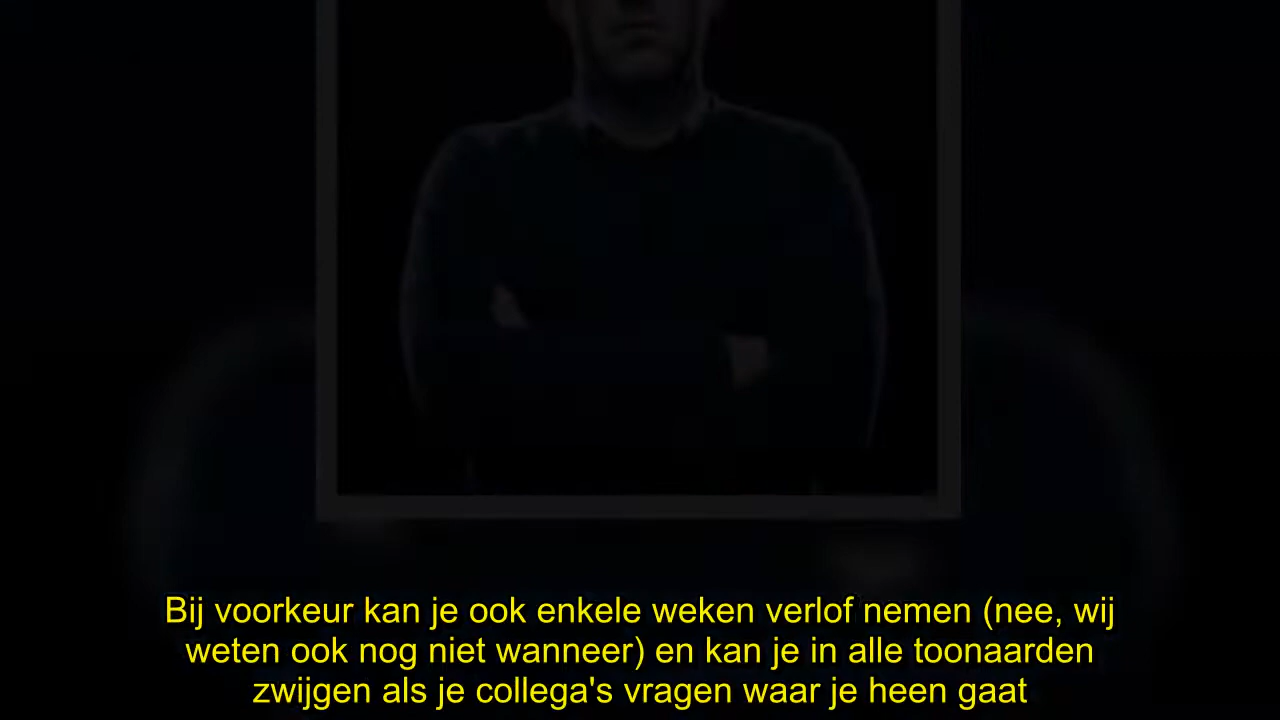 Bij voorkeur kan je ook enkele weken verlof nemen (nee, wij
weten ook nog niet wanneer) en kan je in alle toonaarden
zwijgen als je collega's vragen waar je heen gaat